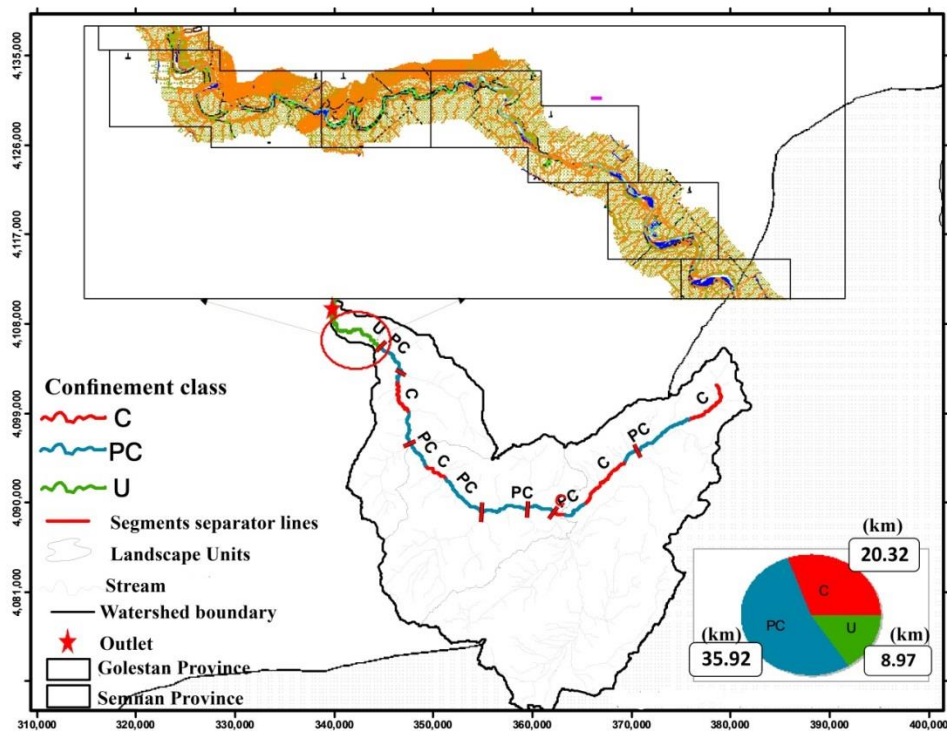 4,135,000
4,126,000
4,117,000
4,108,000
4,099,000
4,090,000
4,081,000
U
PC
C
PC
C
PC
PC
PC
C
PC
C
Confinement class
C
PC
U
Segments separator lines
Landscape Units
Stream
Watershed boundary
Outlet
Golestan Province
Semnan Province
(km)
20.32
C
PC
U
(km)
35.92
(km)
8.97
310,000 320,000 330,000 340,000 350,000 360,000 370,000 380,000 390,000 400,000